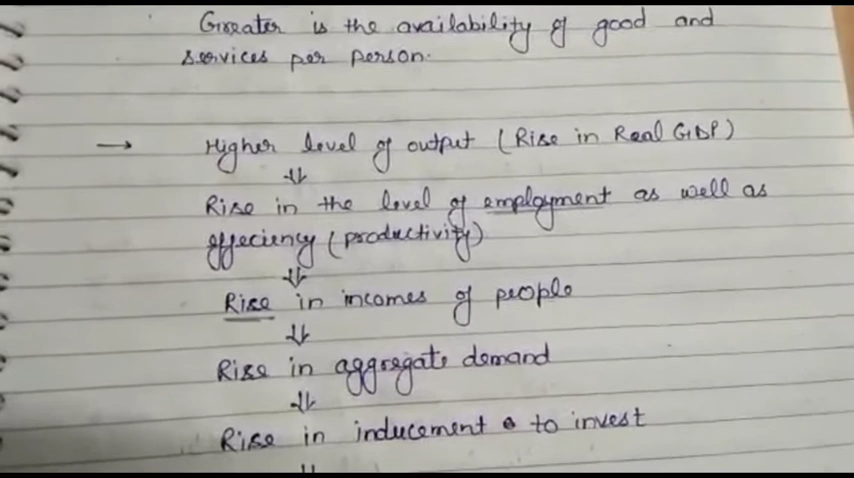 Greater is the availability of good and
services per person.
→ Higher level of output (Rise in Real GDP)
⇓
Rise in the level of employment as well as
effeciency (productivity)
⇓
Rise in incomes of people
⇓
Rise in aggregate demand
⇓
Rise in inducement to invest